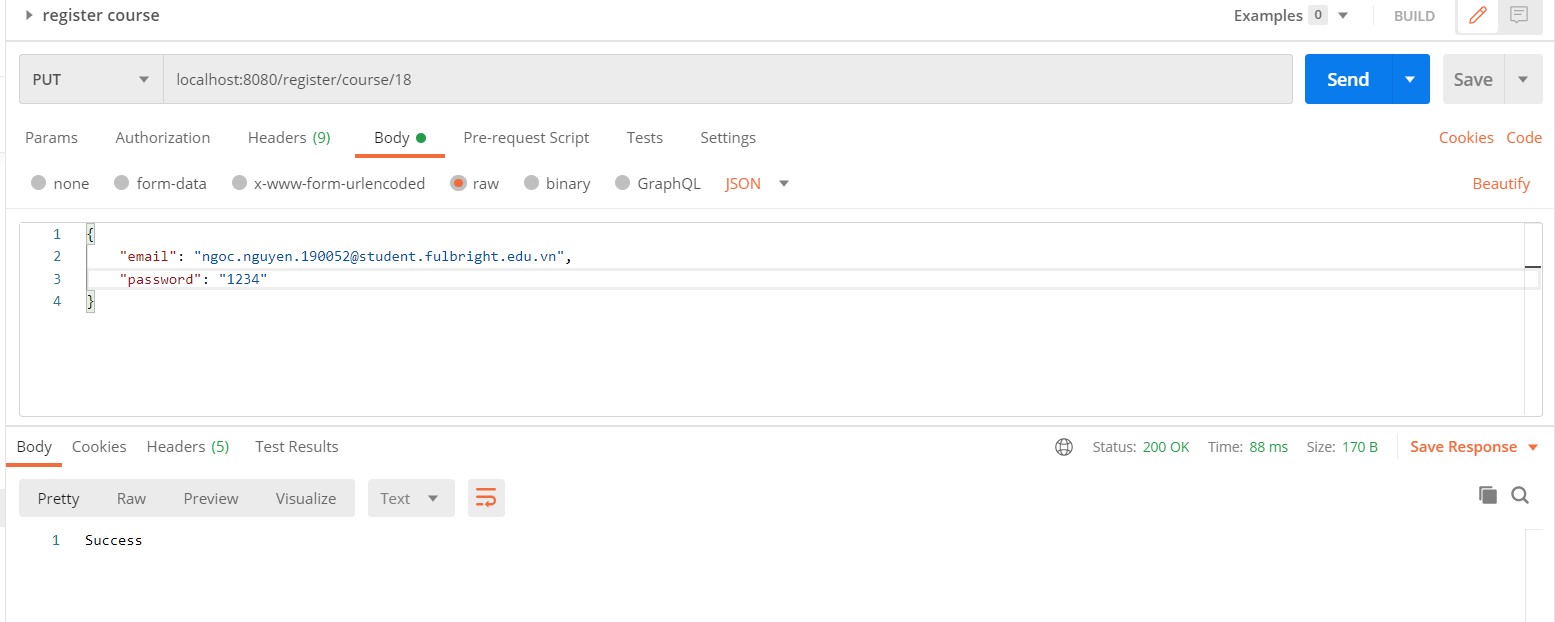 register course Examples 0 BUILD
PUT localhost:8080/register/course/18 Send Save
Params Authorization Headers (9) Body Pre-request Script Tests Settings Cookies Code
none form-data x-www-form-urlencoded raw binary GraphQL JSON Beautify
1 {
2 "email": "ngoc.nguyen.190052@student.fulbright.edu.vn",
3 "password": "1234"
4 }
Body Cookies Headers (5) Test Results Status: 200 OK Time: 88 ms Size: 170 B Save Response
Pretty Raw Preview Visualize Text
1 Success